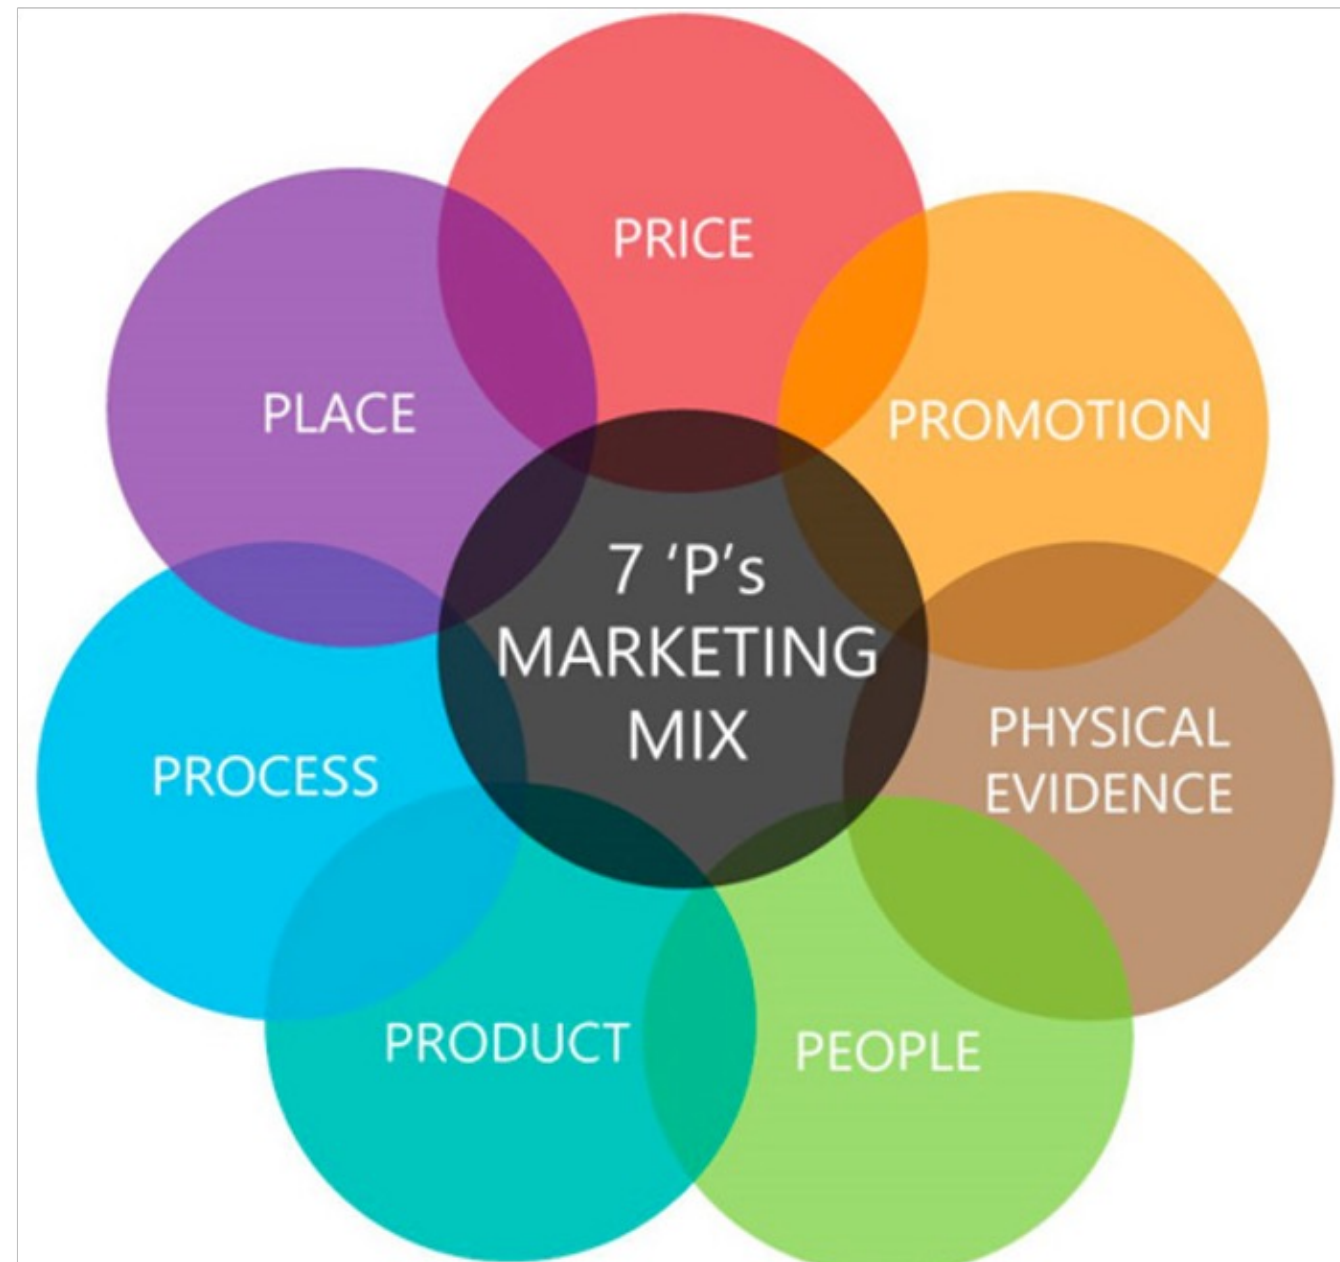 PRICE
PROMOTION
PLACE
7 ‘P’s
MARKETING
MIX
PHYSICAL
EVIDENCE
PROCESS
PRODUCT
PEOPLE